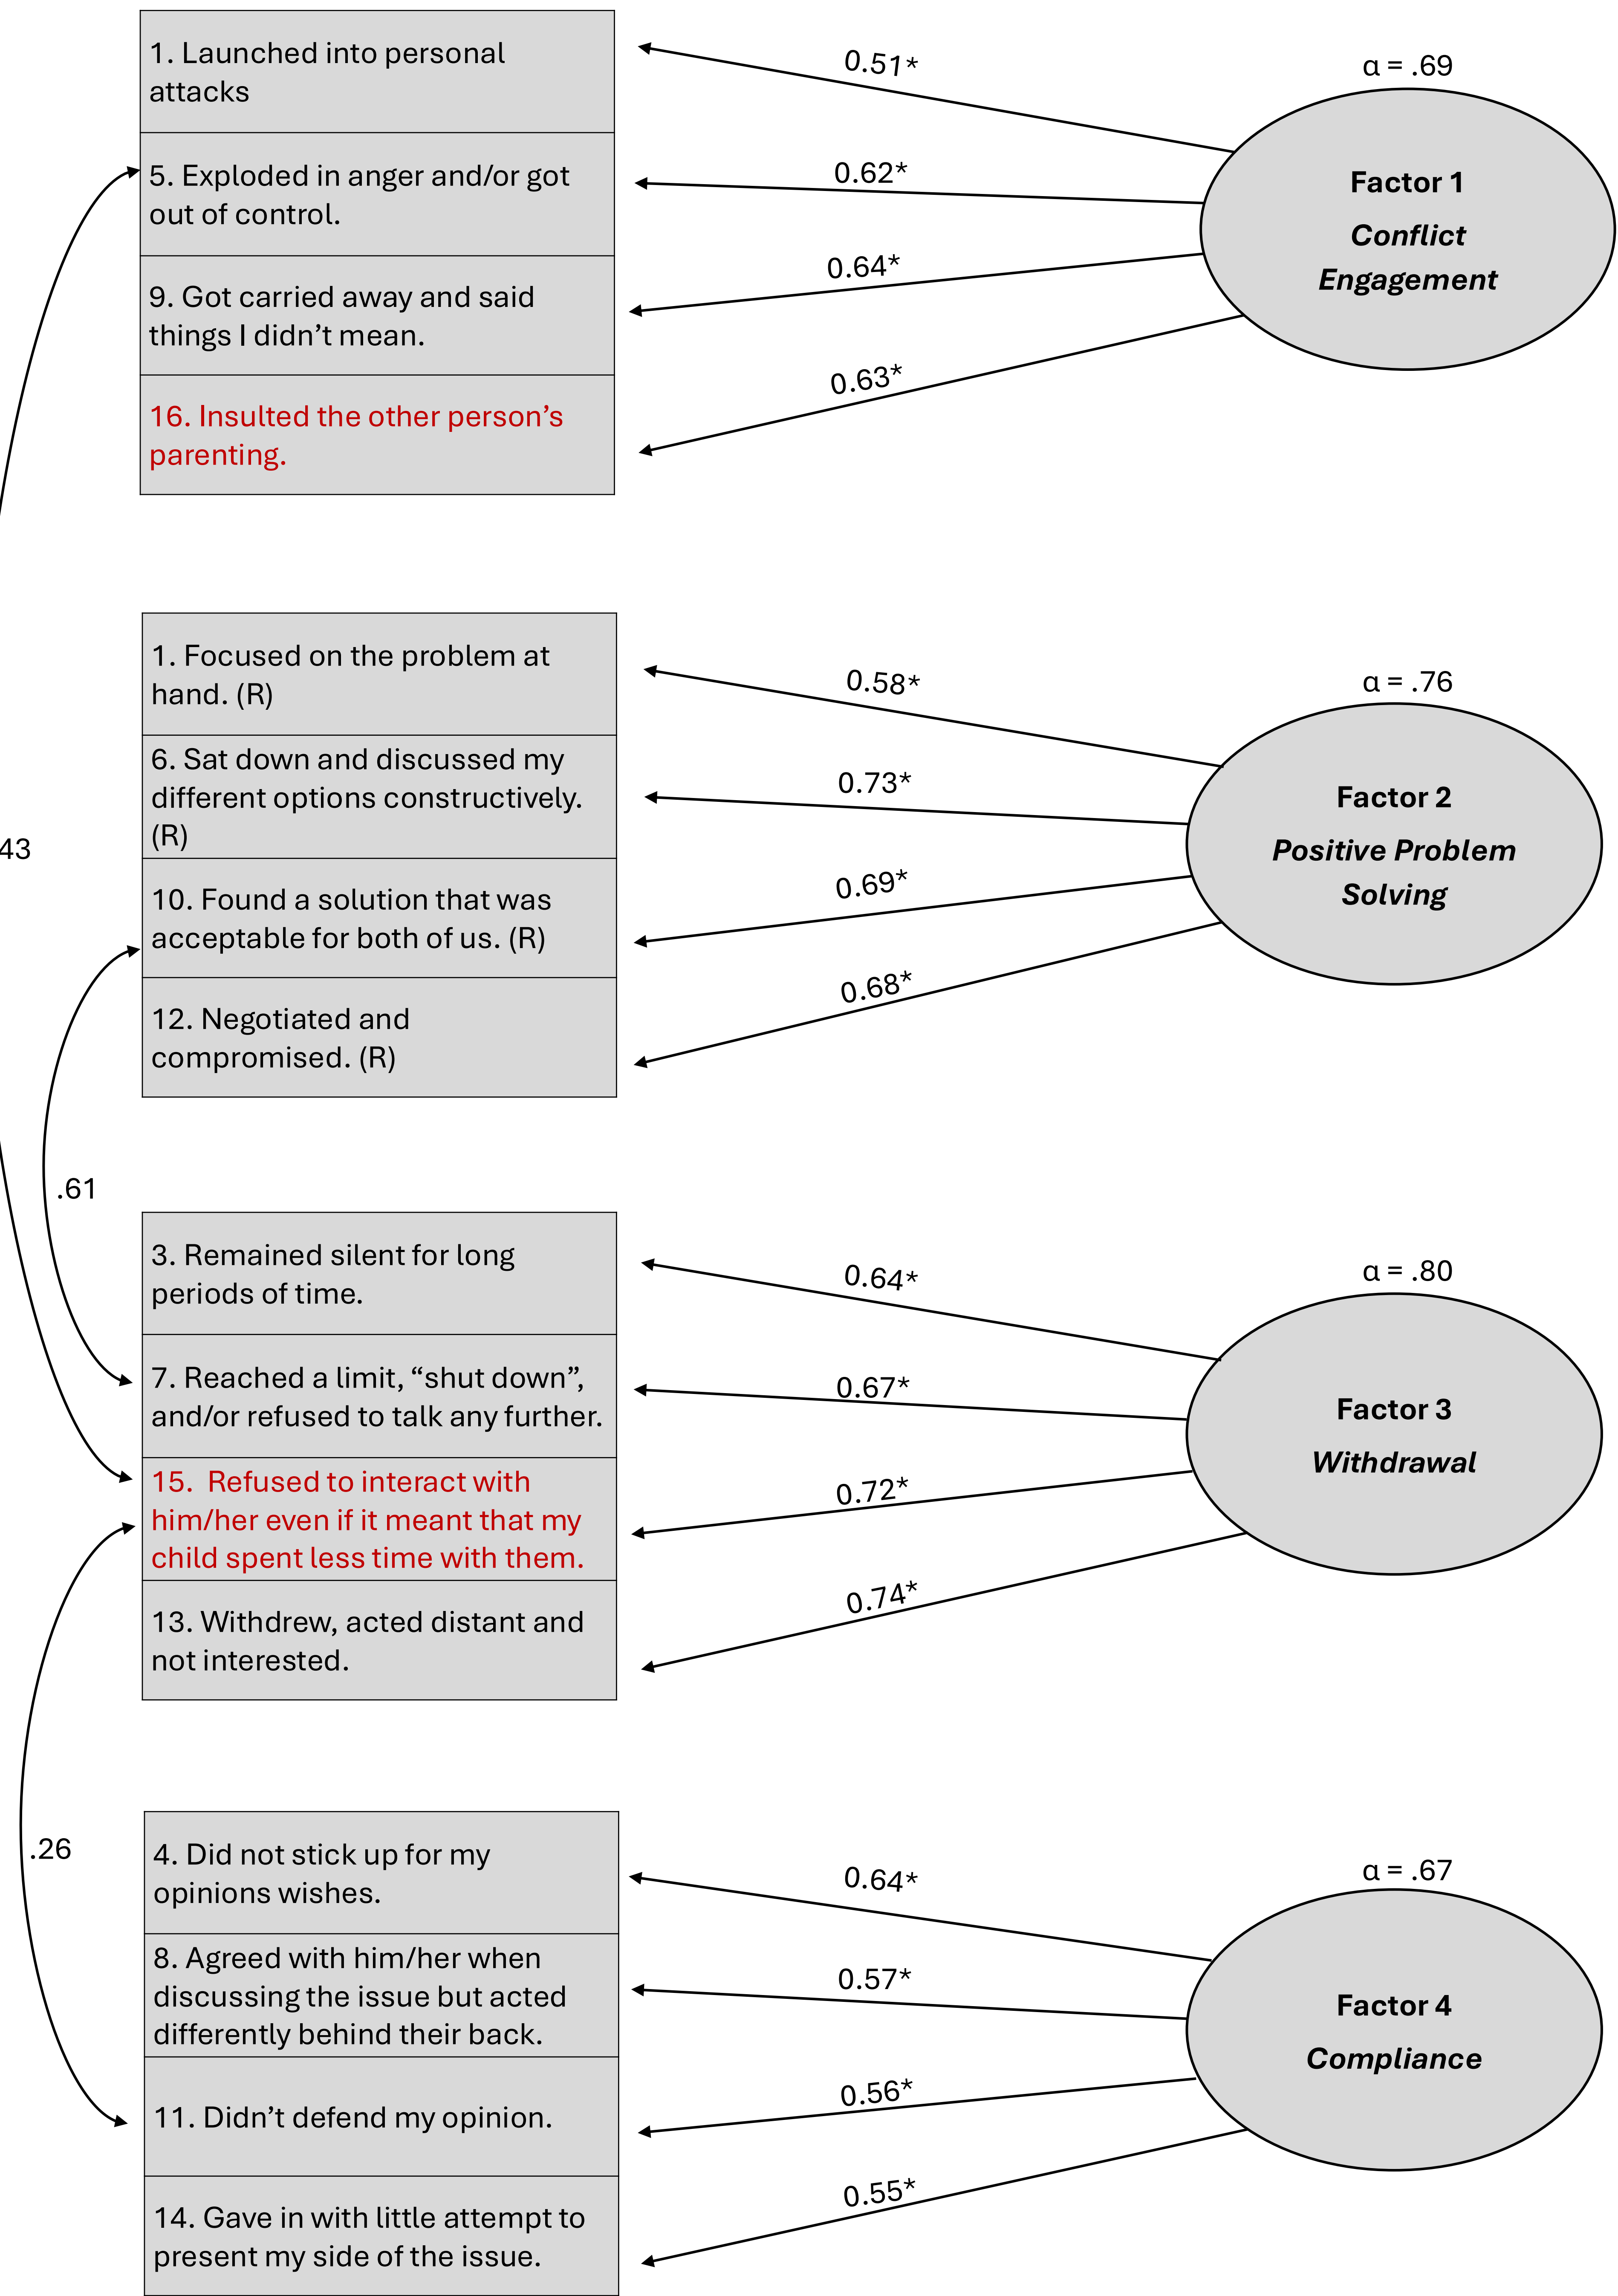 1. Launched into personal
attacks
5. Exploded in anger and/or got
out of control.
9. Got carried away and said
things I didn’t mean.
16. Insulted the other person’s
parenting.
0.51*
0.62*
0.64*
0.63*
α = .69
Factor 1
Conflict
Engagement
1. Focused on the problem at
hand. (R)
6. Sat down and discussed my
different options constructively.
(R)
10. Found a solution that was
acceptable for both of us. (R)
12. Negotiated and
compromised. (R)
0.58*
0.73*
0.69*
0.68*
α = .76
Factor 2
Positive Problem
Solving
43
.61
3. Remained silent for long
periods of time.
7. Reached a limit, “shut down”,
and/or refused to talk any further.
15.  Refused to interact with
him/her even if it meant that my
child spent less time with them.
13. Withdrew, acted distant and
not interested.
0.64*
0.67*
0.72*
0.74*
α = .80
Factor 3
Withdrawal
.26
4. Did not stick up for my
opinions wishes.
8. Agreed with him/her when
discussing the issue but acted
differently behind their back.
11. Didn’t defend my opinion.
14. Gave in with little attempt to
present my side of the issue.
0.64*
0.57*
0.56*
0.55*
α = .67
Factor 4
Compliance